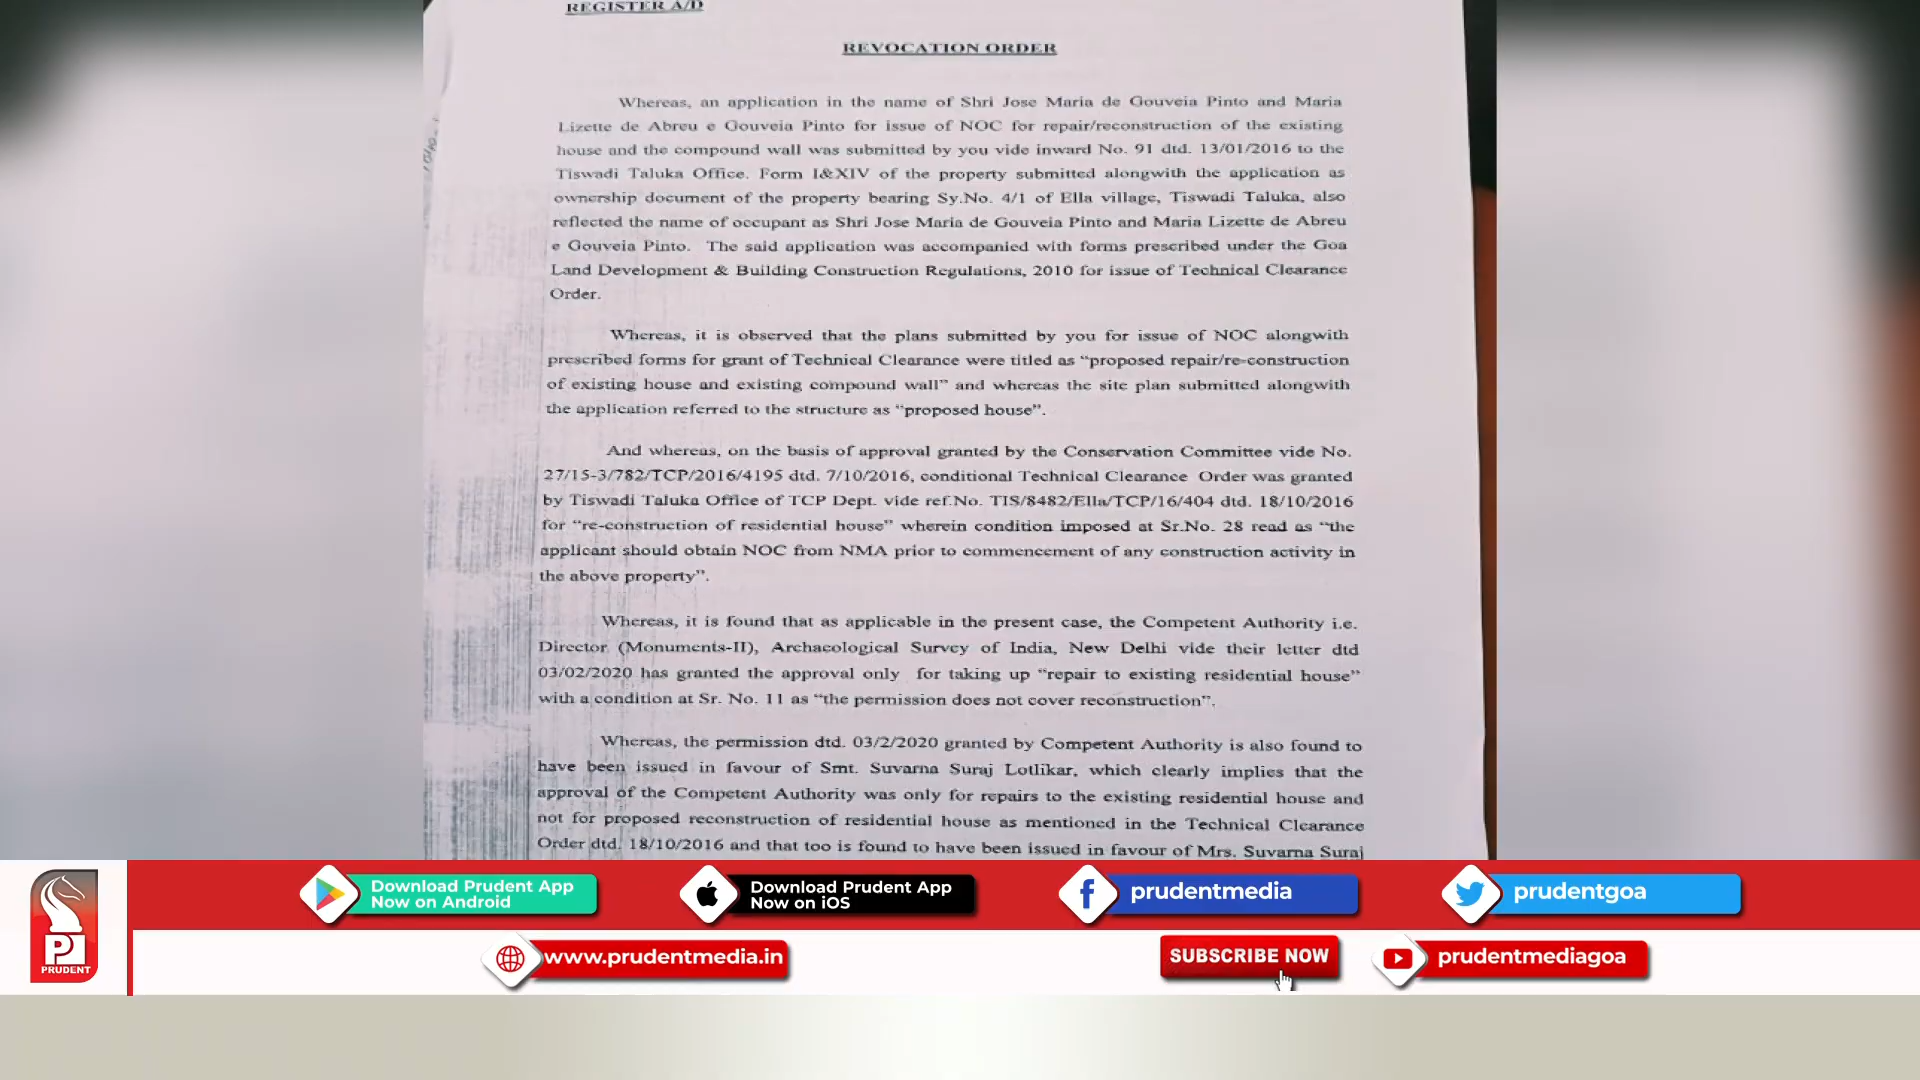 REGISTER A/D
REVOCATION ORDER
Whereas, an application in the name of Shri Jose Maria de Gouveia Pinto and Maria
Lizette de Abreu e Gouveia Pinto for issue of NOC for repair/reconstruction of the existing
house and the compound wall was submitted by you vide inward No. 91 dtd. 13/01/2016 to the
Tiswadi Taluka Office. Form I&XIV of the property submitted alongwith the application as
ownership document of the property bearing Sy.No. 4/1 of Ella village, Tiswadi Taluka, also
reflected the name of occupant as Shri Jose Maria de Gouveia Pinto and Maria Lizette de Abreu
e Gouveia Pinto. The said application was accompanied with forms prescribed under the Goa
Land Development & Building Construction Regulations, 2010 for issue of Technical Clearance
Order.
Whereas, it is observed that the plans submitted by you for issue of NOC alongwith
prescribed forms for grant of Technical Clearance were titled as “proposed repair/re-construction
of existing house and existing compound wall” and whereas the site plan submitted alongwith
the application referred to the structure as “proposed house”.
And whereas, on the basis of approval granted by the Conservation Committee vide No.
27/15-3/782/TCP/2016/4195 dtd. 7/10/2016, conditional Technical Clearance Order was granted
by Tiswadi Taluka Office of TCP Dept. vide ref.No. TIS/8482/Ella/TCP/16/404 dtd. 18/10/2016
for “re-construction of residential house” wherein condition imposed at Sr.No. 28 read as “the
applicant should obtain NOC from NMA prior to commencement of any construction activity in
the above property”.
Whereas, it is found that as applicable in the present case, the Competent Authority i.e.
Director (Monuments-II), Archaeological Survey of India, New Delhi vide their letter dtd
03/02/2020 has granted the approval only for taking up “repair to existing residential house”
with a condition at Sr. No. 11 as “the permission does not cover reconstruction”.
Whereas, the permission dtd. 03/2/2020 granted by Competent Authority is also found to
have been issued in favour of Smt. Suvarna Suraj Lotlikar, which clearly implies that the
approval of the Competent Authority was only for repairs to the existing residential house and
not for proposed reconstruction of residential house as mentioned in the Technical Clearance
Order dtd. 18/10/2016 and that too is found to have been issued in favour of Mrs. Suvarna Suraj
PI
PRUDENT
Download Prudent App
Now on Android
Download Prudent App
Now on iOS
prudentmedia
prudentgoa
www.prudentmedia.in
SUBSCRIBE NOW
prudentmediagoa